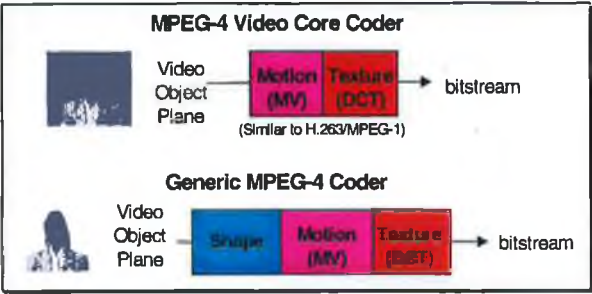 MPEG-4 Video Core Coder
Video
Object
Plane
Motion
(MV)
Texture
(DCT)
bitstream
(Similar to H.263/MPEG-1)
Generic MPEG-4 Coder
Video
Object
Plane
Shape
Motion
(MV)
Texture
(DCT)
bitstream